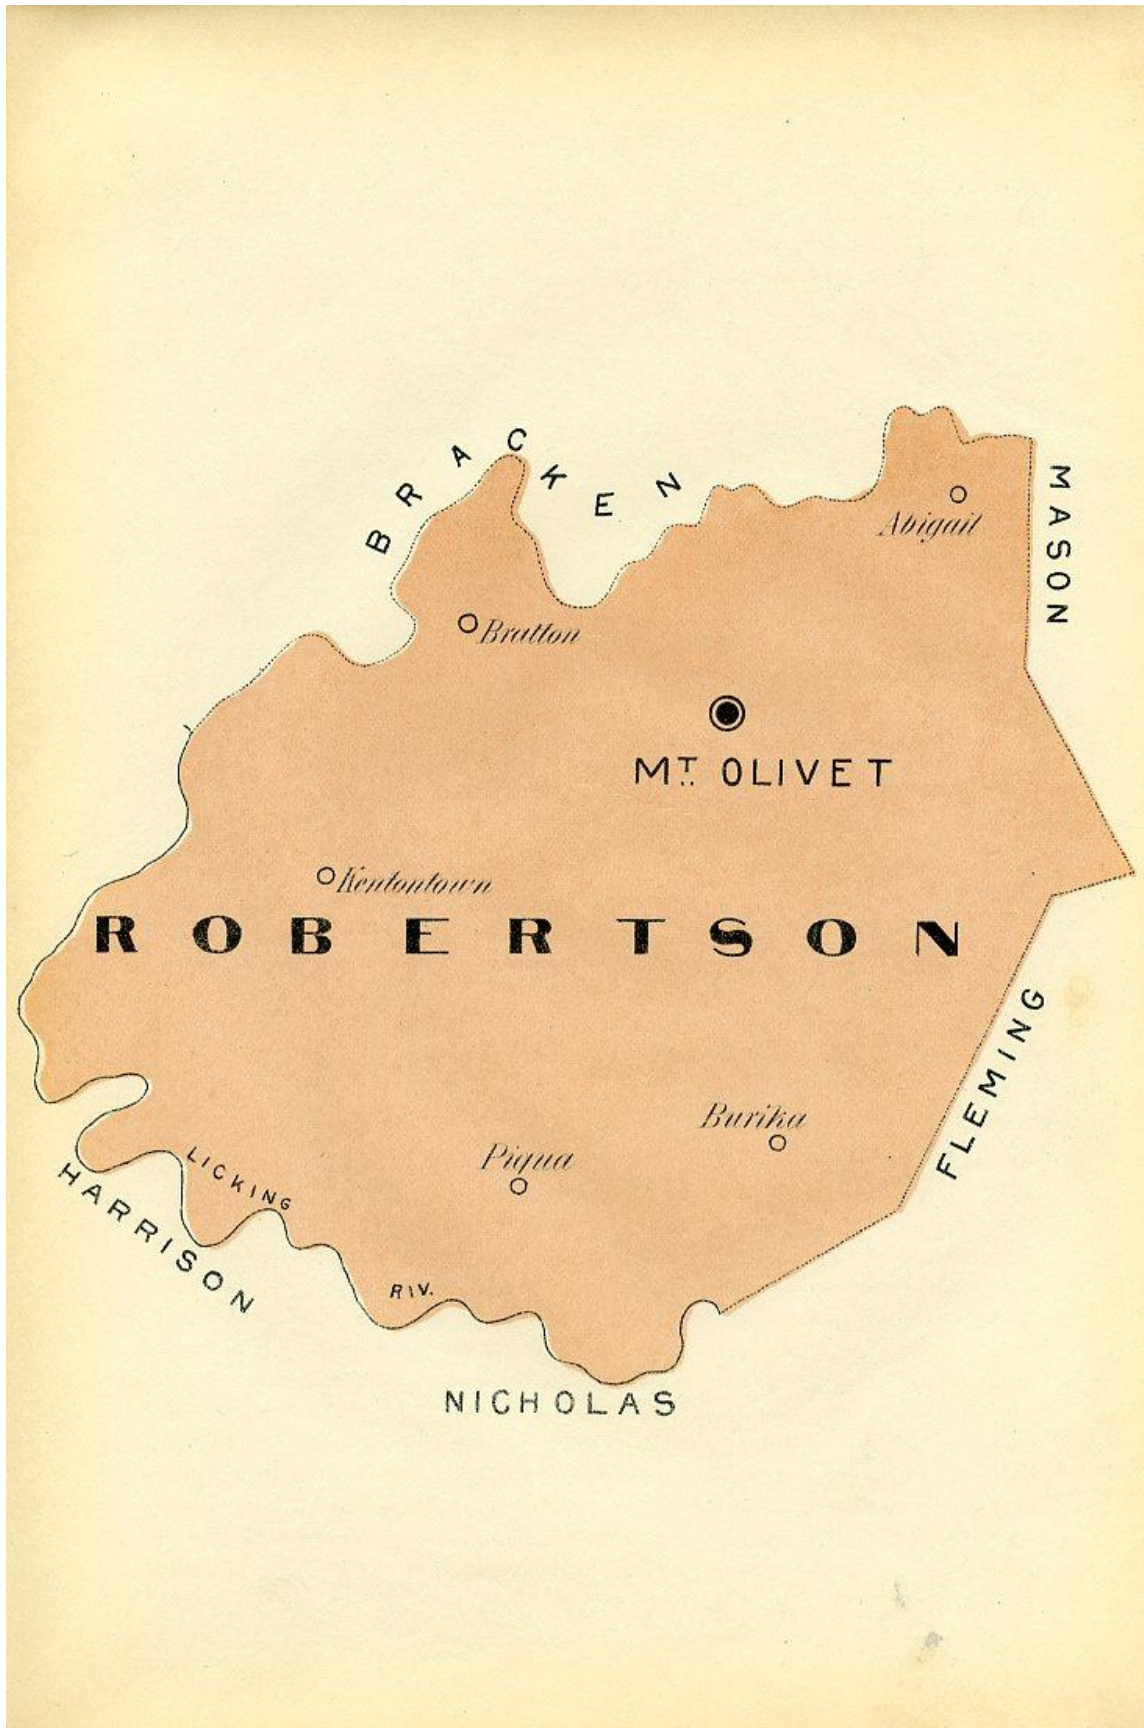 BRACKEN
MASON
Abigail
Bratton
MT. OLIVET
Kentontown
ROBERTSON
FLEMING
Burika
Piqua
LICKING
HARRISON
RIV.
NICHOLAS